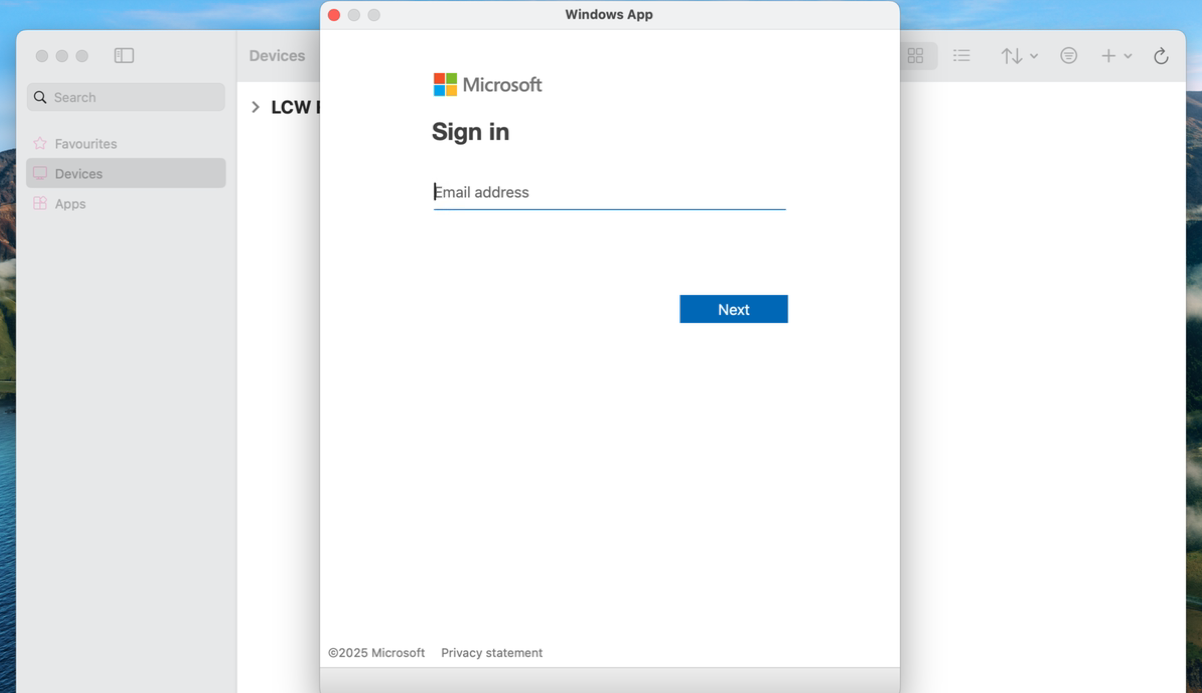 Windows App
Devices
Search
Favourites
Devices
Apps
LCW
Microsoft
Sign in
Email address
Next
©2025 Microsoft Privacy statement